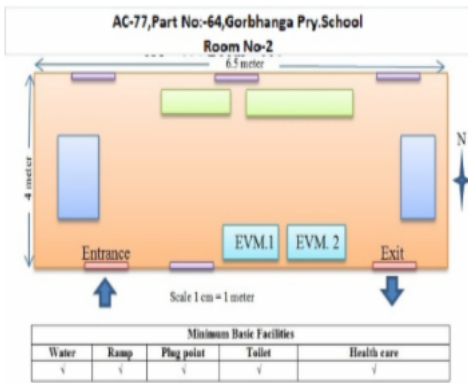 AC-77,Part No:-64,Gorbhanga Pry.School
Room No-2
6.5 meter
4 meter
N
EVM.1 EVM. 2
Entrance Exit
Scale 1 cm = 1 meter
Minimum Basic Facilities
Water Ramp Plug point Toilet Health care
√ √ √ √ √